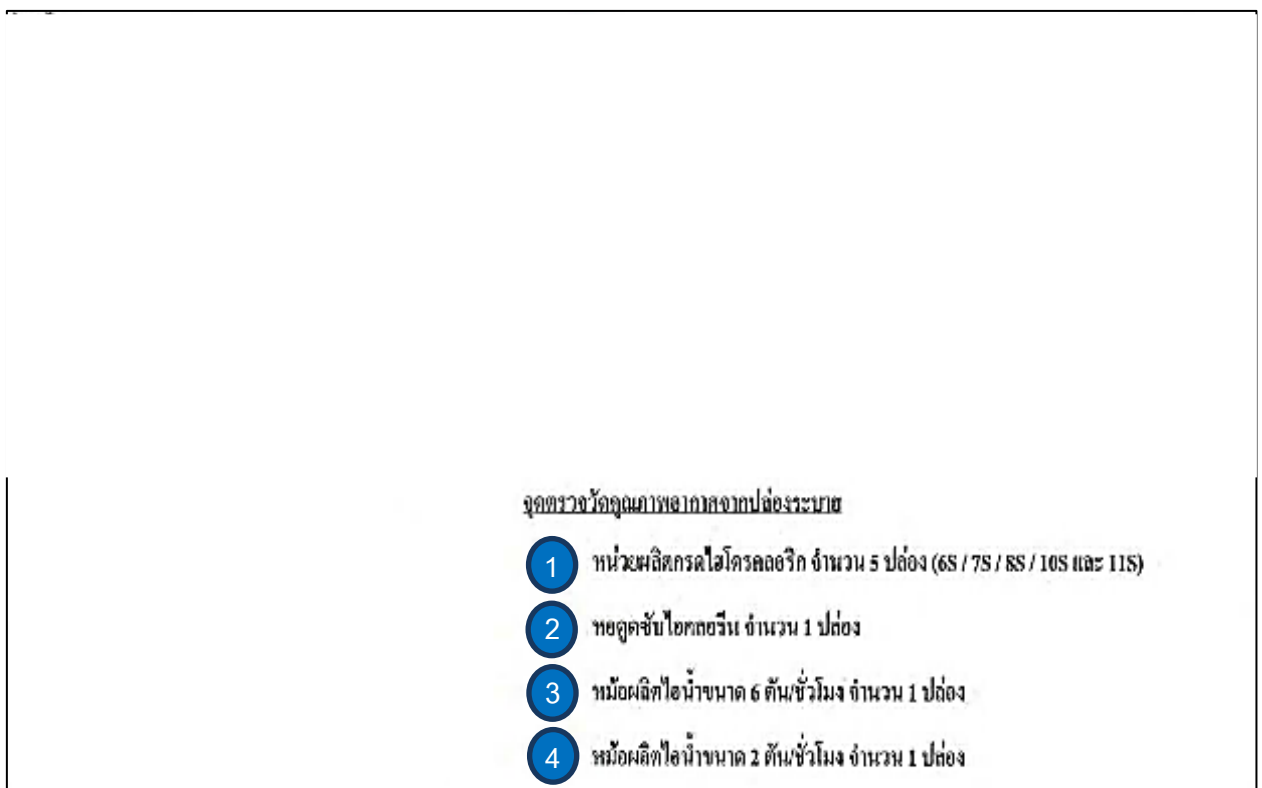 จุดตรวจวัดคุณภาพอากาศจากปล่องระบาย
1 หน่วยผลิตกรดไฮโดรคลอริก จำนวน 5 ปล่อง (6S / 7S / 8S / 10S และ 11S)
2 หอดูดซับไอคลอรีน จำนวน 1 ปล่อง
3 หม้อผลิตไอน้ำขนาด 6 ตัน/ชั่วโมง จำนวน 1 ปล่อง
4 หม้อผลิตไอน้ำขนาด 2 ตัน/ชั่วโมง จำนวน 1 ปล่อง